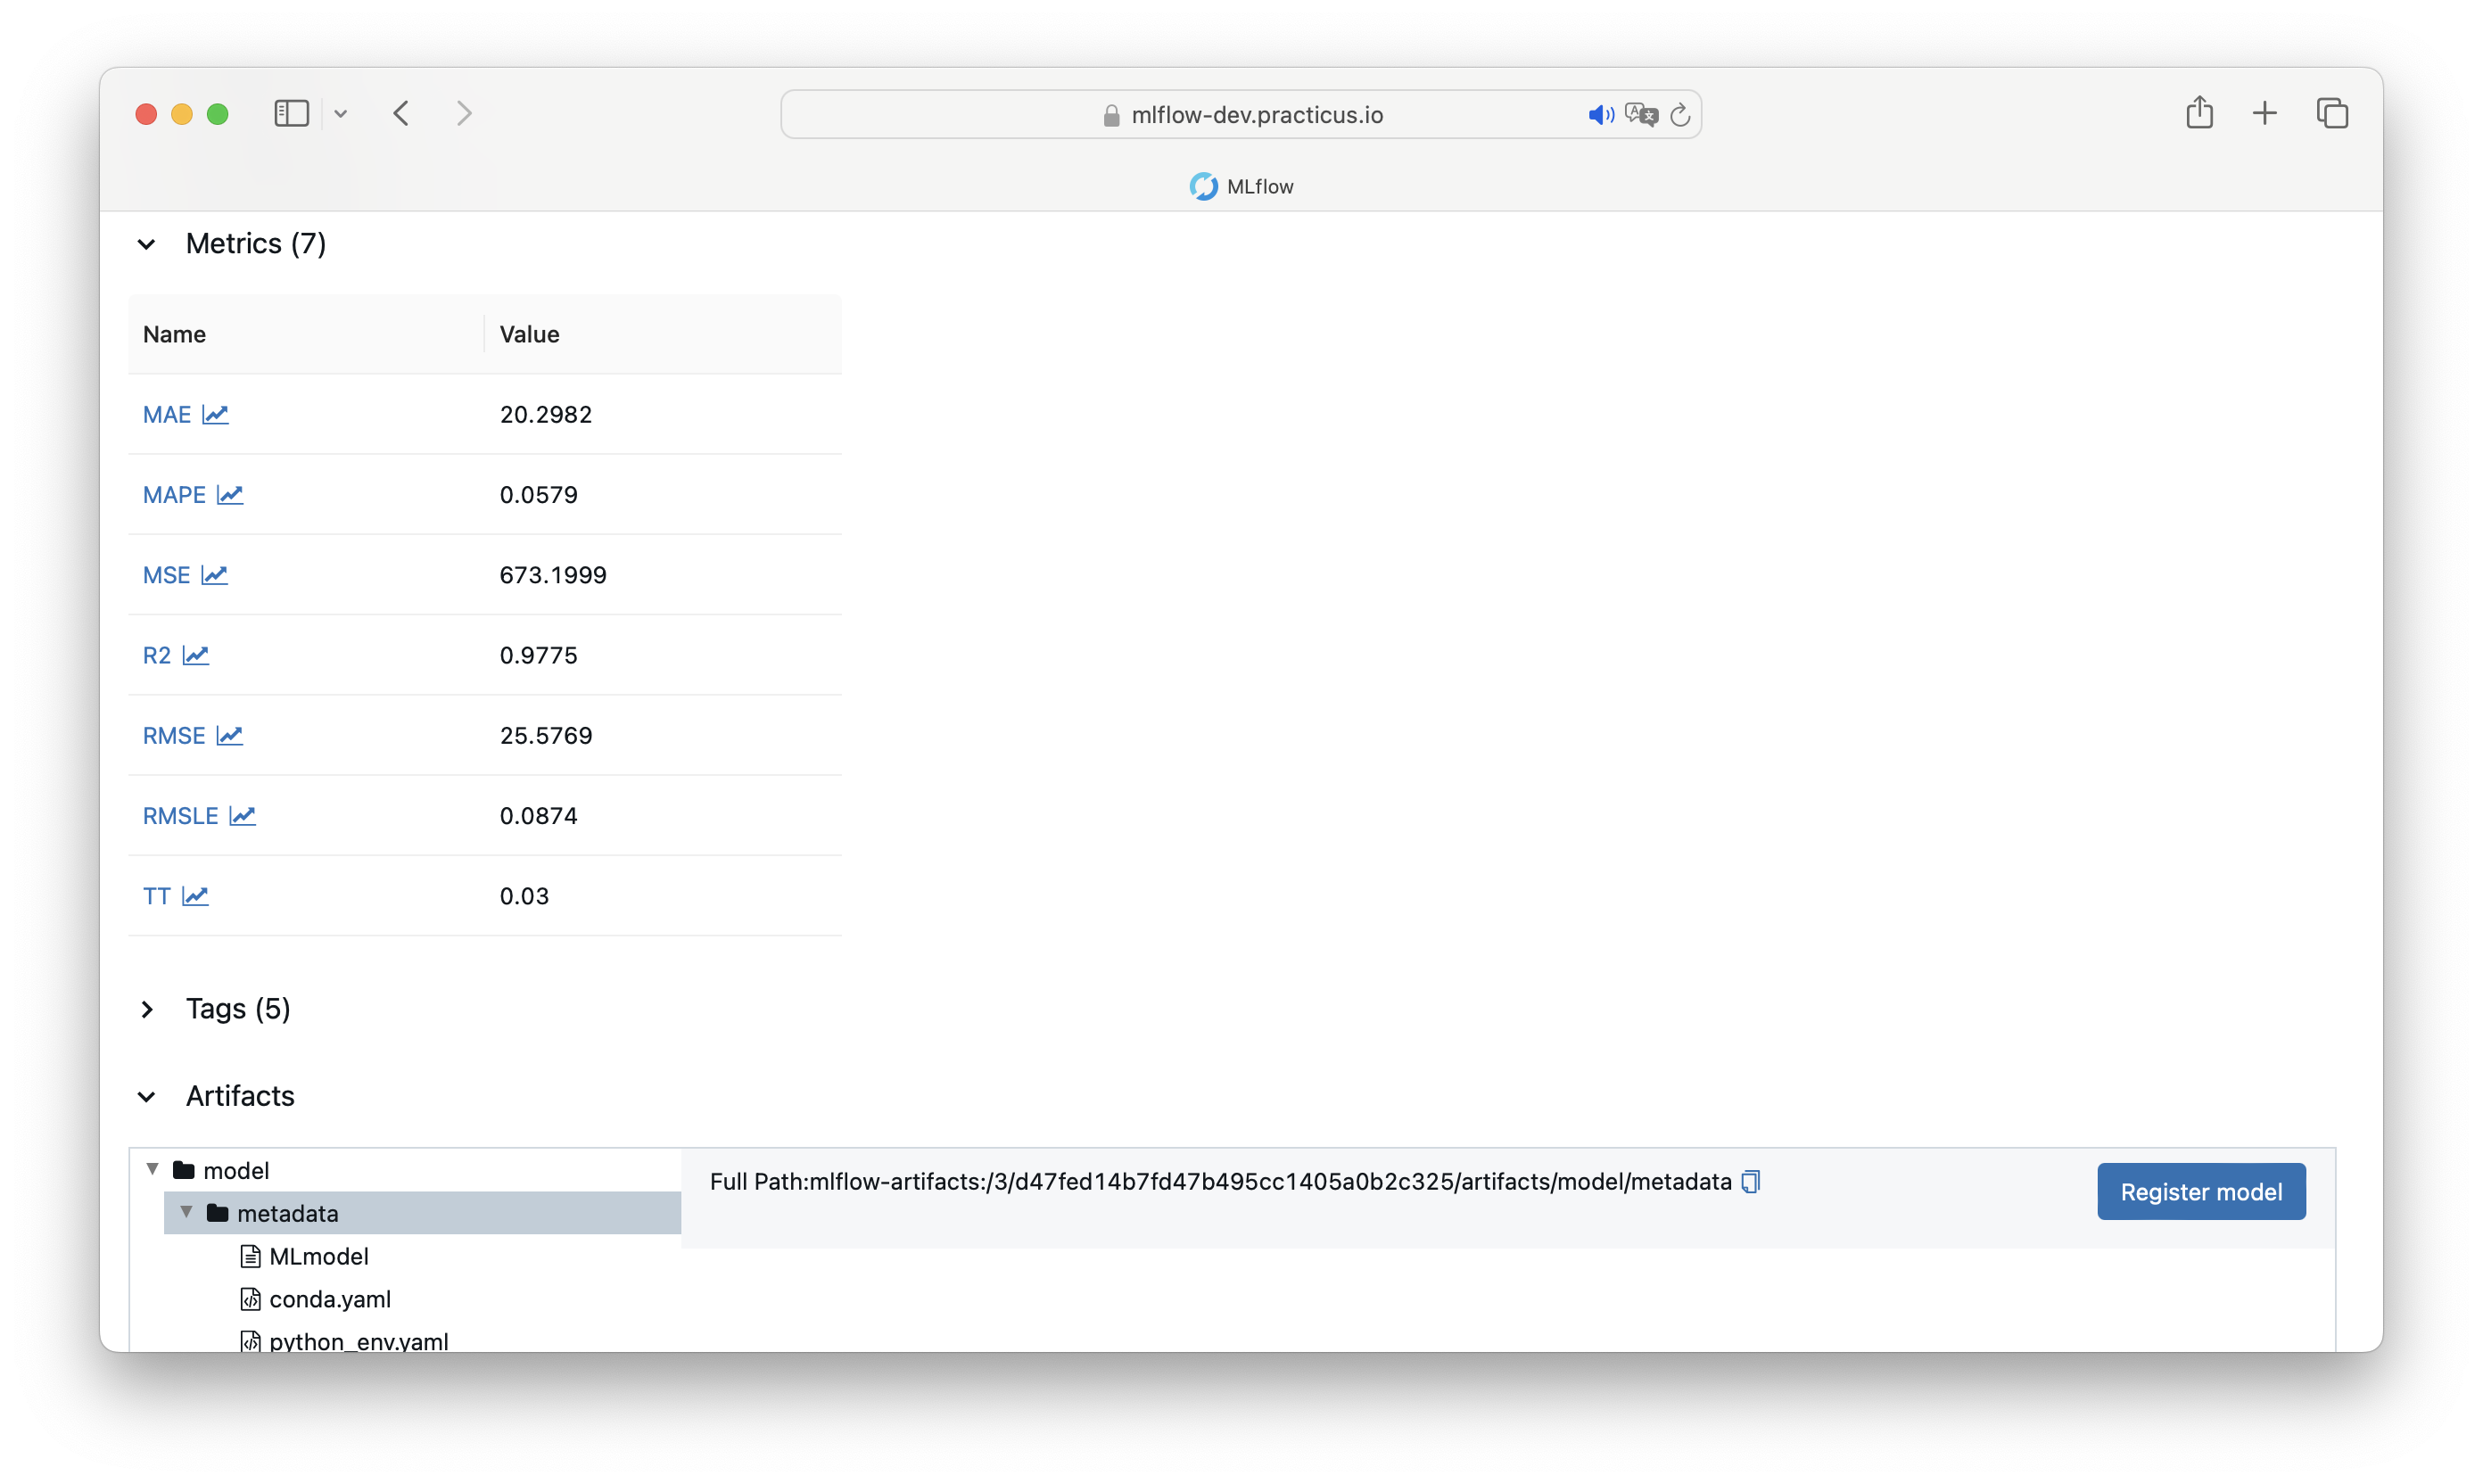 mlflow-dev.practicus.io
MLflow
Metrics (7)
Name Value
MAE 20.2982
MAPE 0.0579
MSE 673.1999
R2 0.9775
RMSE 25.5769
RMSLE 0.0874
TT 0.03
Tags (5)
Artifacts
model
metadata
MLmodel
conda.yaml
python_env.yaml
Full Path:mlflow-artifacts:/3/d47fed14b7fd47b495cc1405a0b2c325/artifacts/model/metadata
Register model